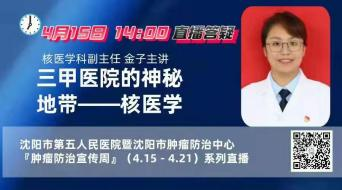 4月15日 14:00 直播答疑
核医学科副主任 金子主讲
三甲医院的神秘
地带——核医学
沈阳市第五人民医院暨沈阳市肿瘤防治中心
『肿瘤防治宣传周』（4.15 - 4.21）系列直播